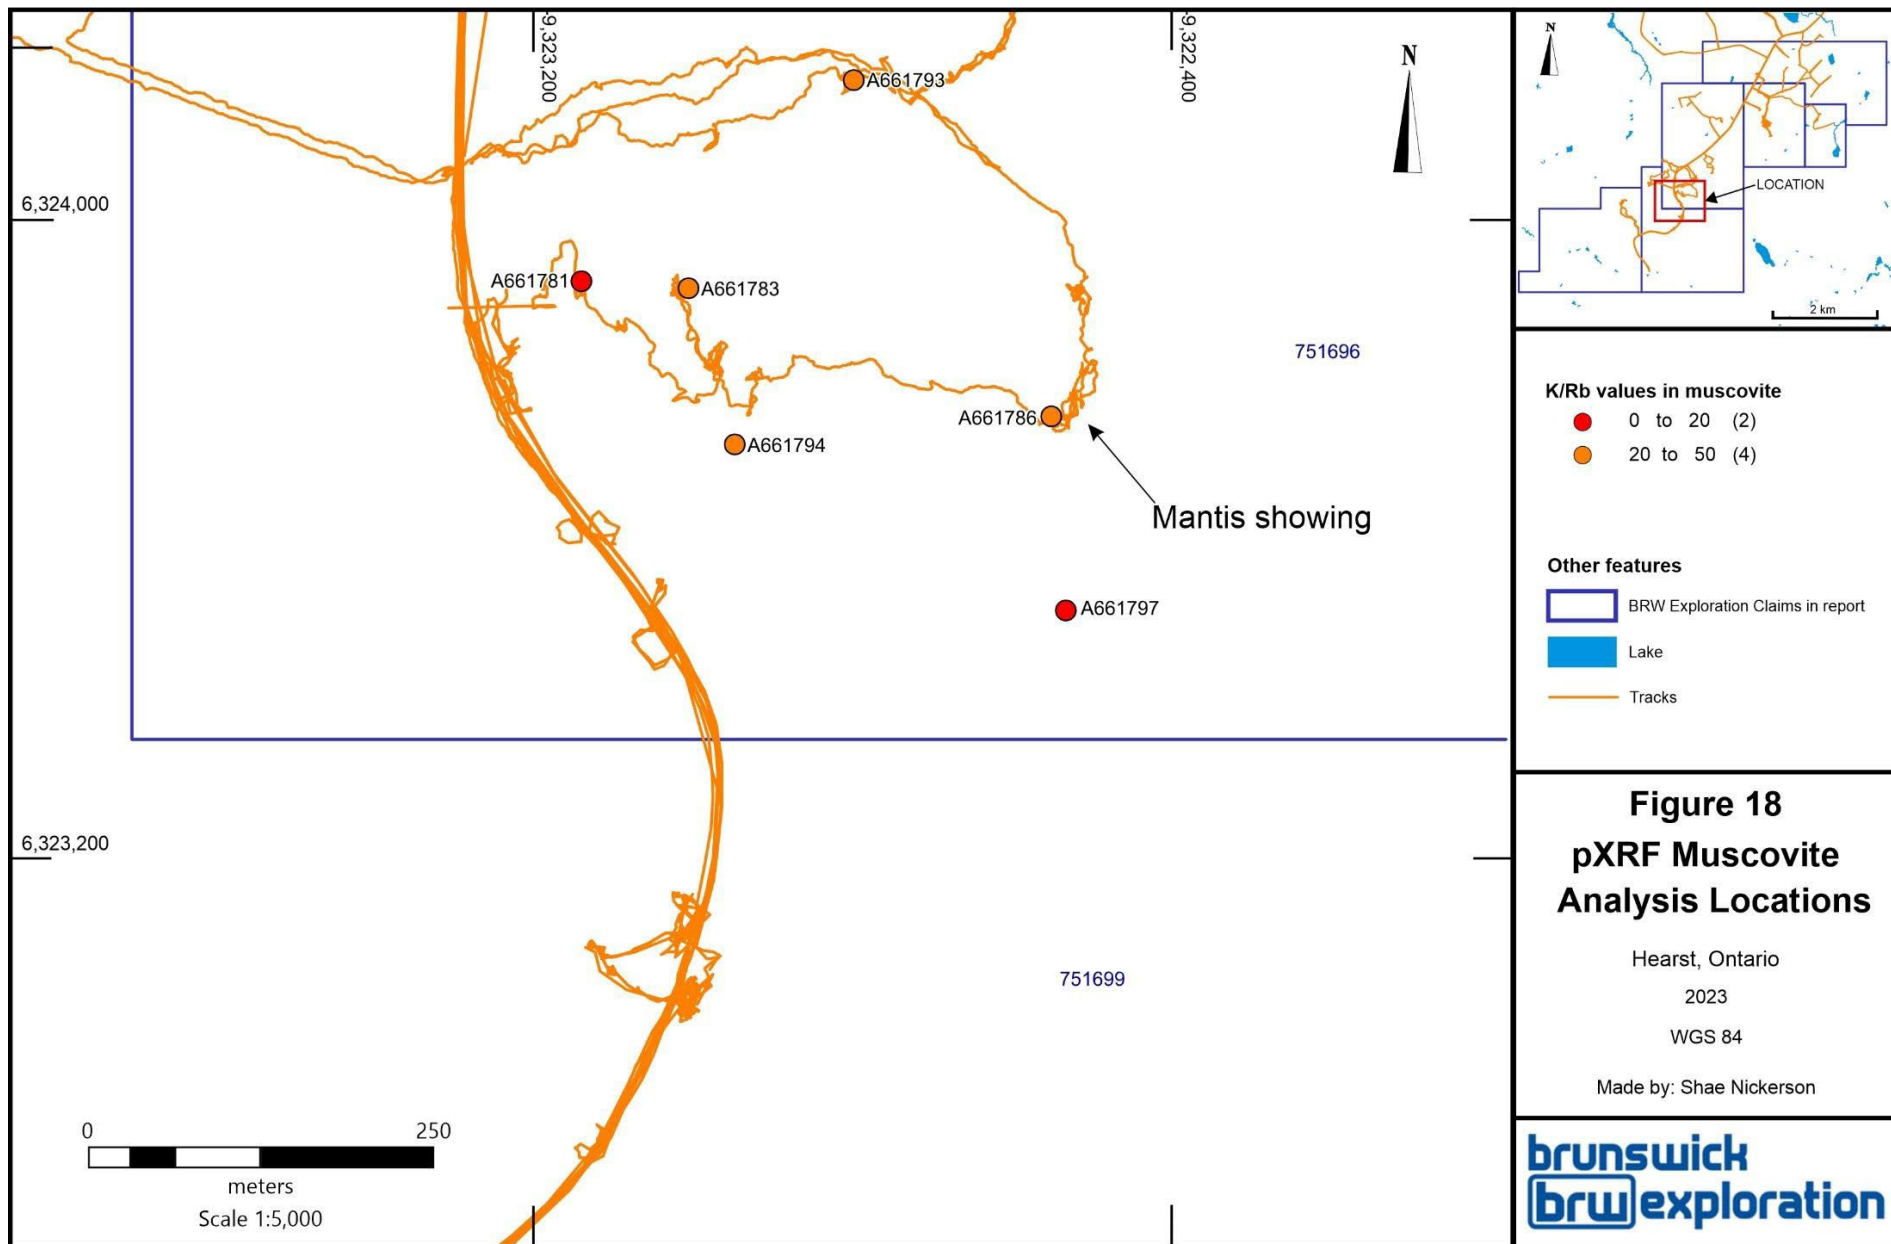 -9,323,200
-9,322,400
N
A661793
6,324,000
A661781
A661783
751696
A661786
A661794
Mantis showing
A661797
6,323,200
751699
0 250
meters
Scale 1:5,000
N
LOCATION
2 km
K/Rb values in muscovite
0 to 20 (2)
20 to 50 (4)
Other features
BRW Exploration Claims in report
Lake
Tracks
Figure 18
pXRF Muscovite
Analysis Locations
Hearst, Ontario
2023
WGS 84
Made by: Shae Nickerson
brunswick
brw exploration